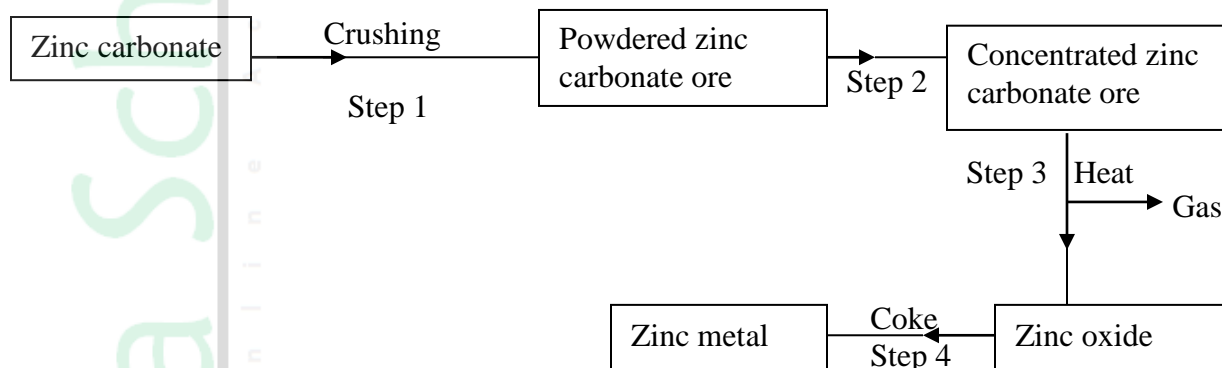 Zinc carbonate
Crushing
Step 1
Powdered zinc
carbonate ore
Step 2
Concentrated zinc
carbonate ore
Step 3
Heat
Gas
Zinc oxide
Coke
Step 4
Zinc metal